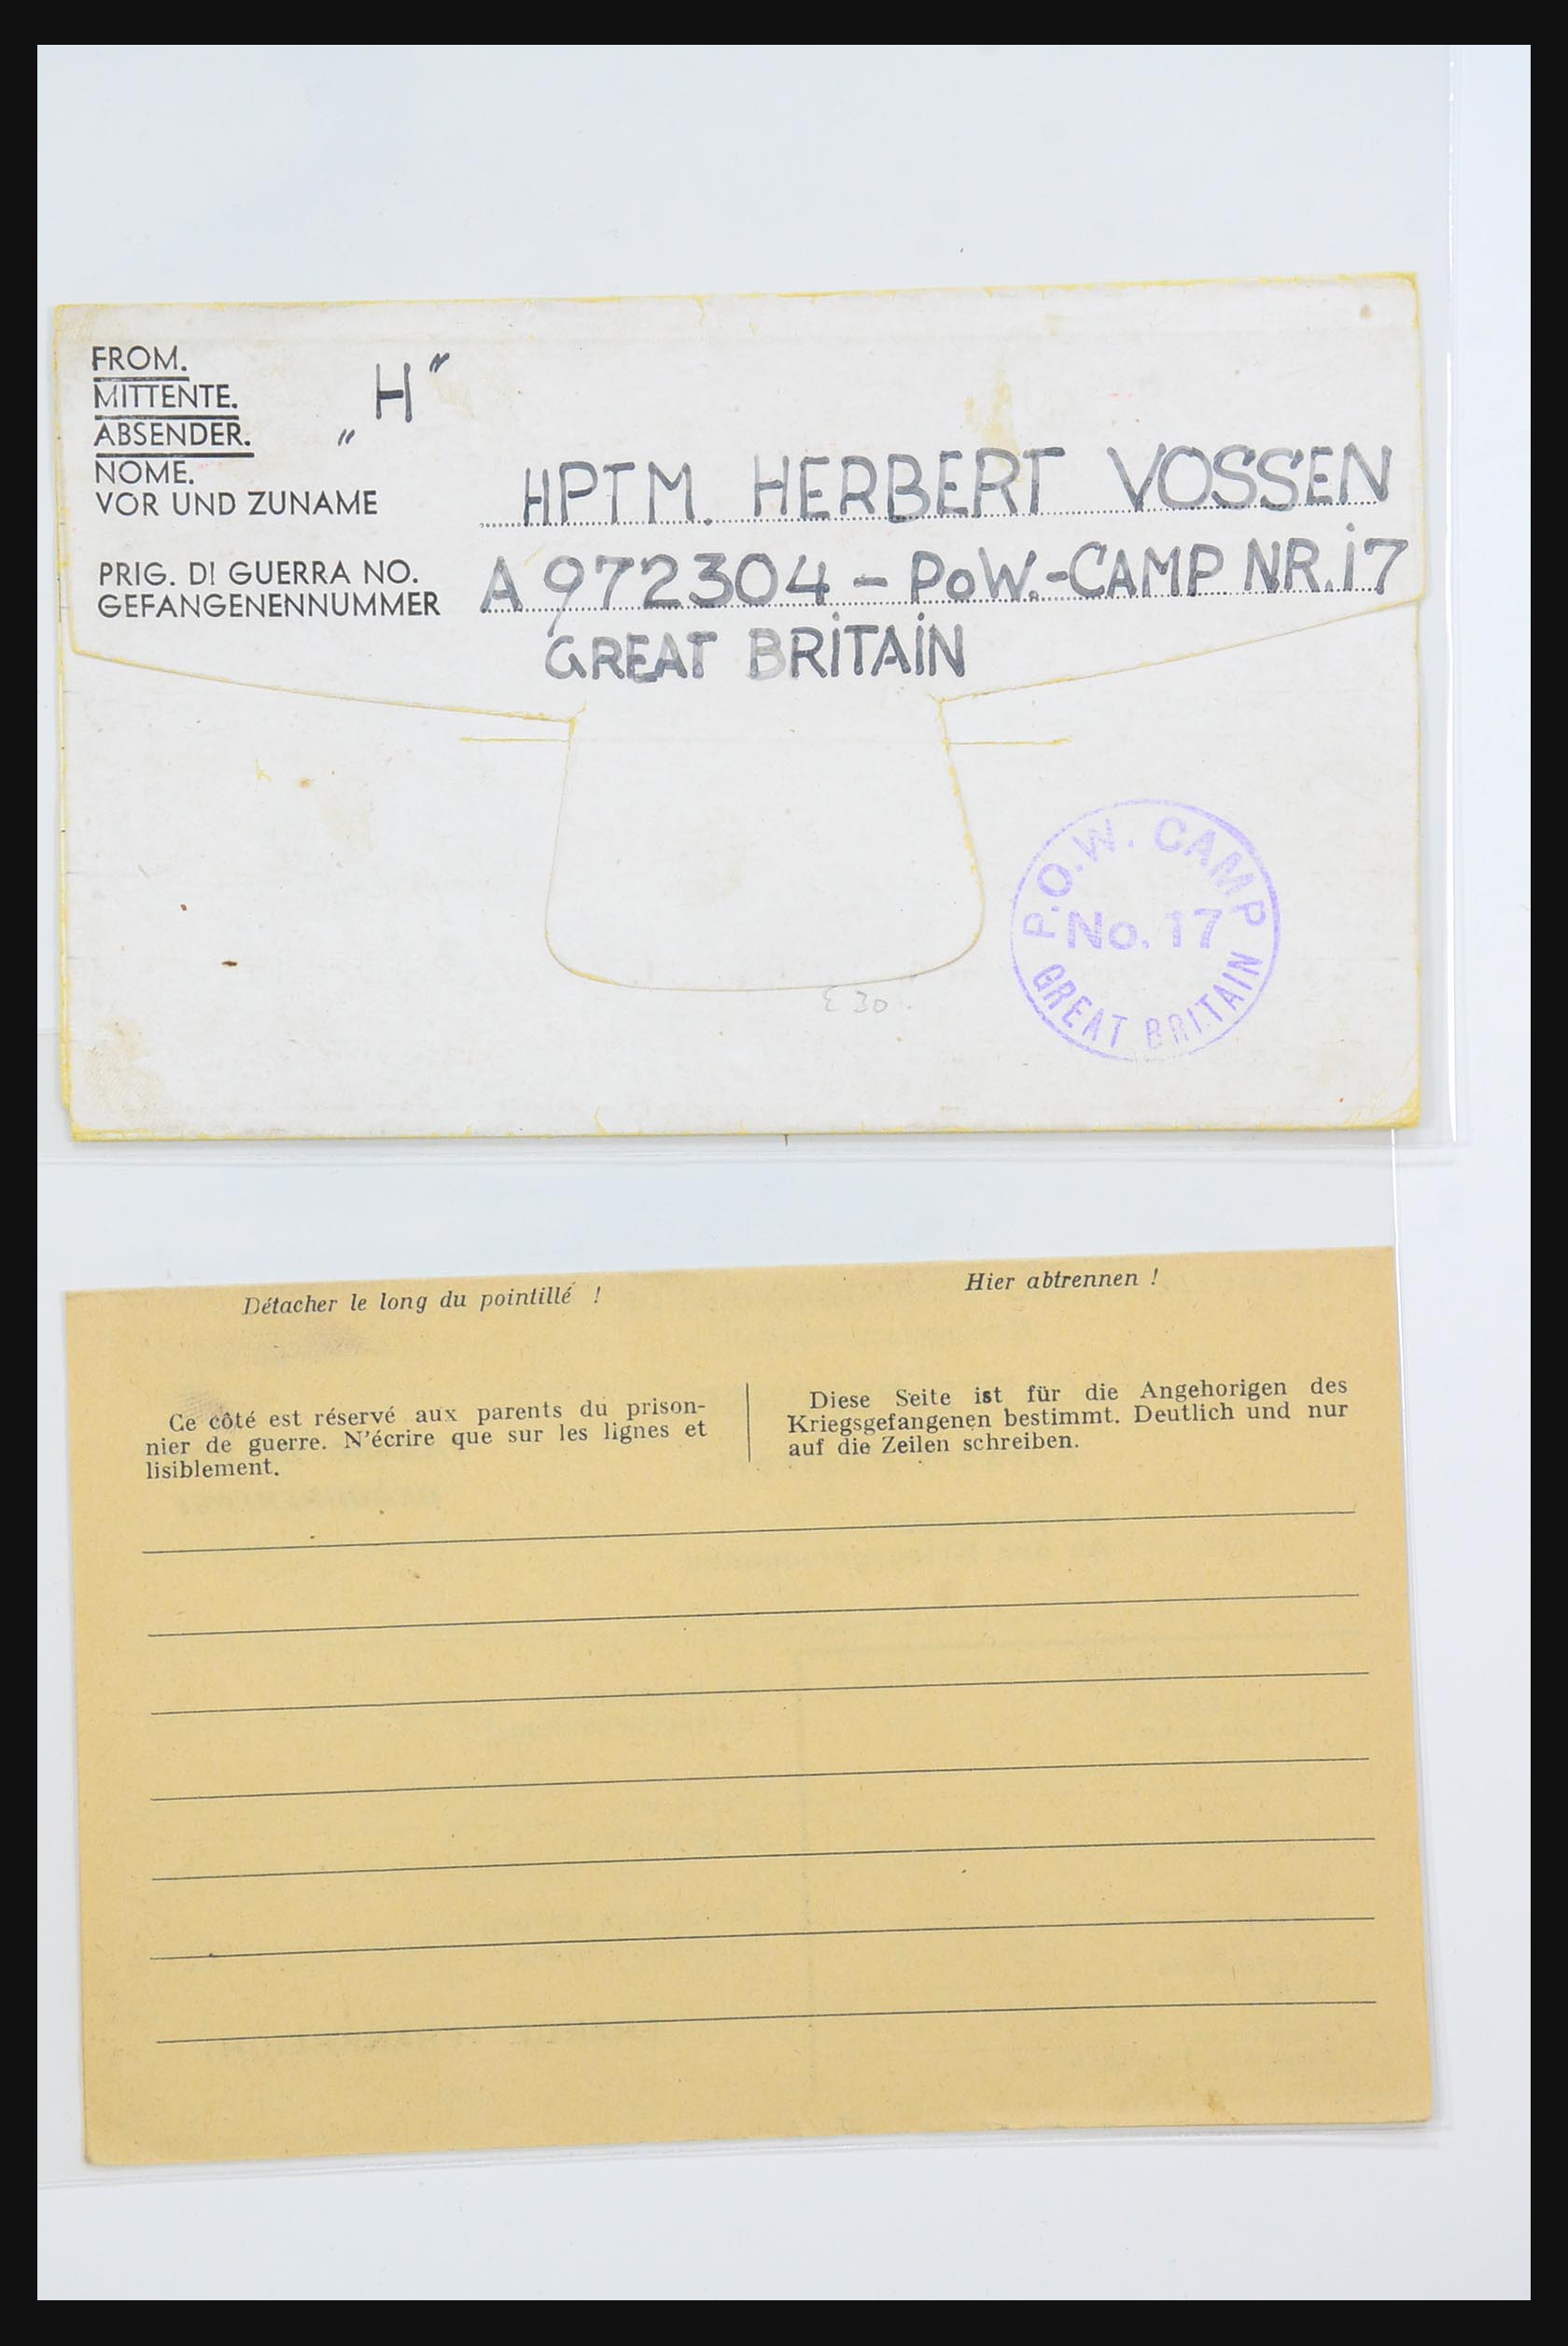 FROM.
MITTENTE.
ABSENDER.
„H“
NOME.
VOR UND ZUNAME
HPTM. HERBERT VOSSEN
PRIG. DI GUERRA NO.
GEFANGENENNUMMER
A 972304 – PoW.-CAMP NR. 17
GREAT BRITAIN
P.O.W. CAMP
No. 17
GREAT BRITAIN
£ 30.
Détacher le long du pointillé !
Hier abtrennen !
Ce côté est réservé aux parents du prison-
nier de guerre. N'écrire que sur les lignes et
lisiblement.
Diese Seite ist für die Angehorigen des
Kriegsgefangenen bestimmt. Deutlich und nur
auf die Zeilen schreiben.